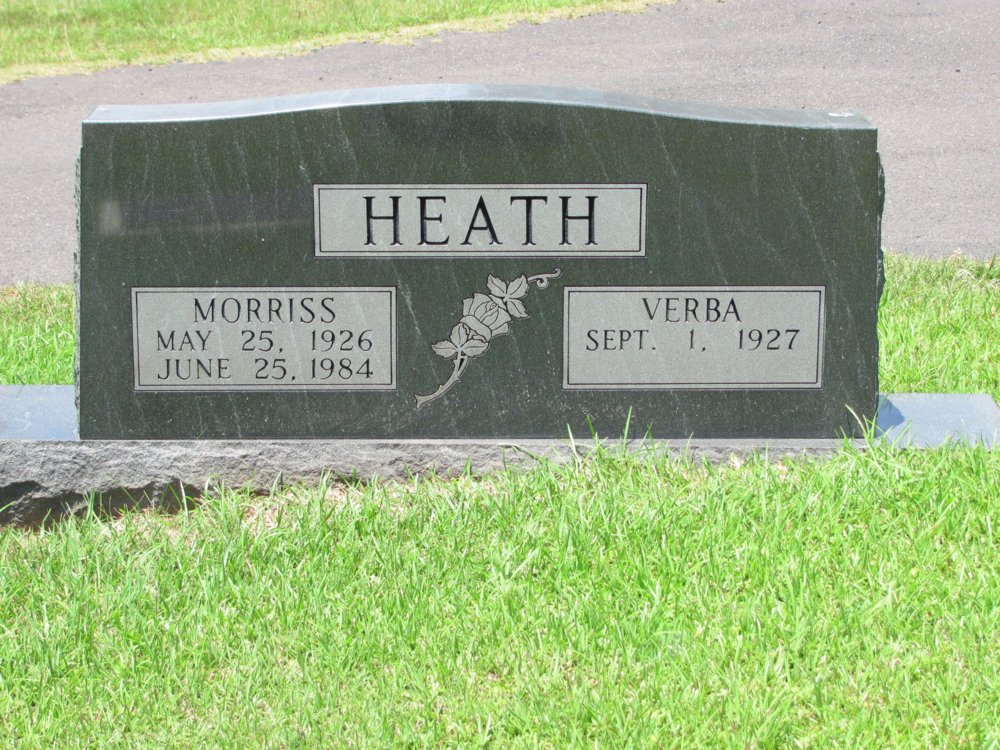 HEATH
MORRISS
MAY 25, 1926
JUNE 25, 1984
VERBA
SEPT. 1, 1927